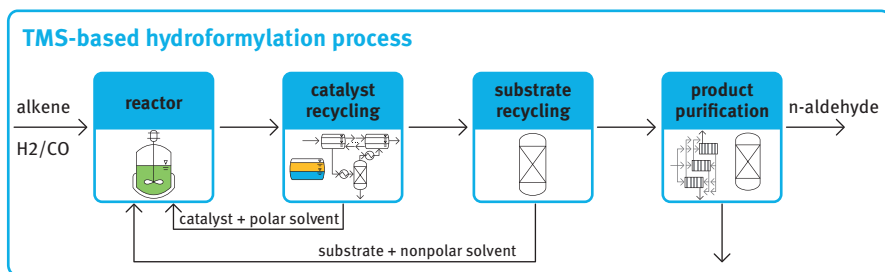 TMS-based hydroformylation process
alkene
H2/CO
reactor
catalyst
recycling
substrate
recycling
product
purification
n-aldehyde
catalyst + polar solvent
substrate + nonpolar solvent